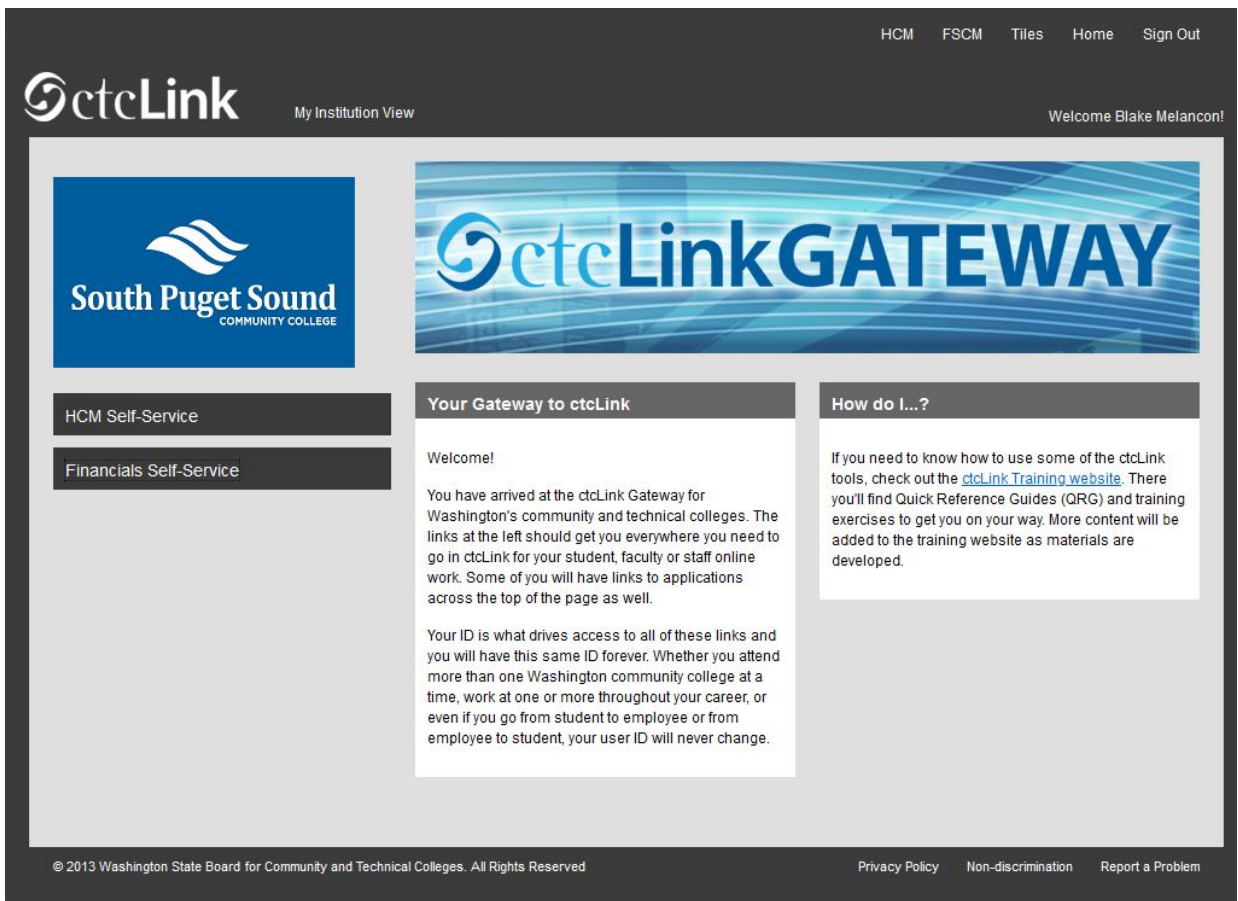 HCM FSCM Tiles Home Sign Out
ctcLink
My Institution View
Welcome Blake Melancon!
South Puget Sound
COMMUNITY COLLEGE
ctcLinkGATEWAY
HCM Self-Service
Financials Self-Service
Your Gateway to ctcLink
Welcome!
You have arrived at the ctcLink Gateway for
Washington's community and technical colleges. The
links at the left should get you everywhere you need to
go in ctcLink for your student, faculty or staff online
work. Some of you will have links to applications
across the top of the page as well.
Your ID is what drives access to all of these links and
you will have this same ID forever. Whether you attend
more than one Washington community college at a
time, work at one or more throughout your career, or
even if you go from student to employee or from
employee to student, your user ID will never change.
How do I...?
If you need to know how to use some of the ctcLink
tools, check out the ctcLink Training website. There
you'll find Quick Reference Guides (QRG) and training
exercises to get you on your way. More content will be
added to the training website as materials are
developed.
© 2013 Washington State Board for Community and Technical Colleges. All Rights Reserved
Privacy Policy Non-discrimination Report a Problem